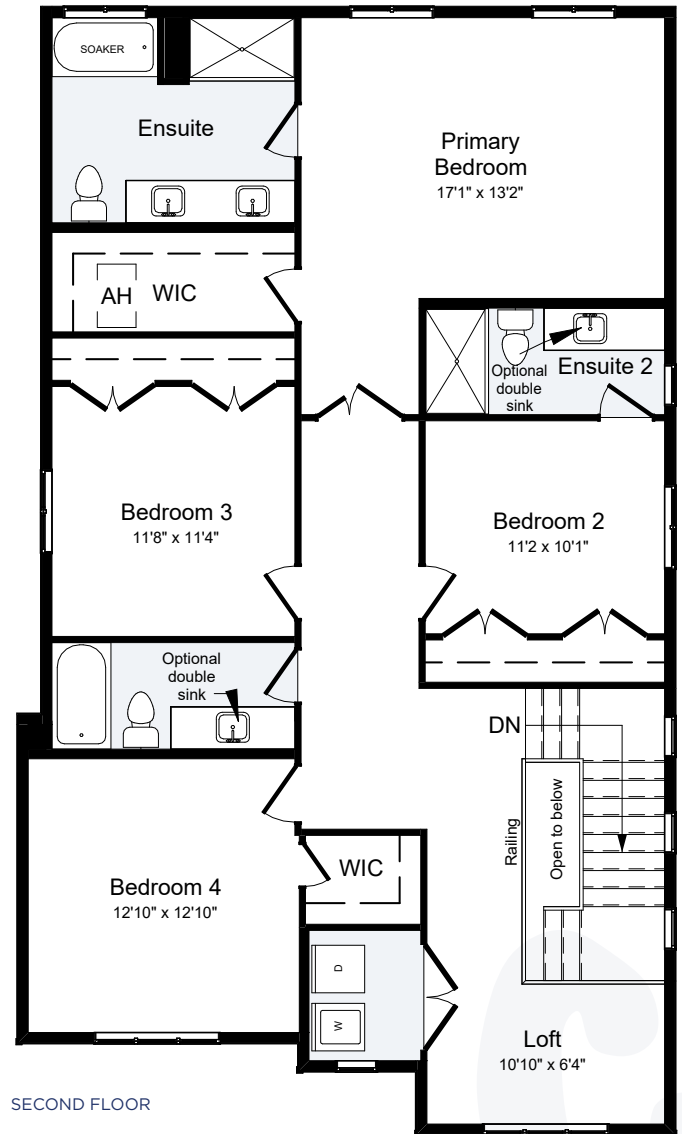 SOAKER
Ensuite
Primary
Bedroom
17'1" x 13'2"
AH
WIC
Ensuite 2
Optional
double
sink
Bedroom 3
11'8" x 11'4"
Bedroom 2
11'2 x 10'1"
Optional
double
sink
DN
Railing
Open to below
WIC
Bedroom 4
12'10" x 12'10"
D
W
Loft
10'10" x 6'4"
SECOND FLOOR